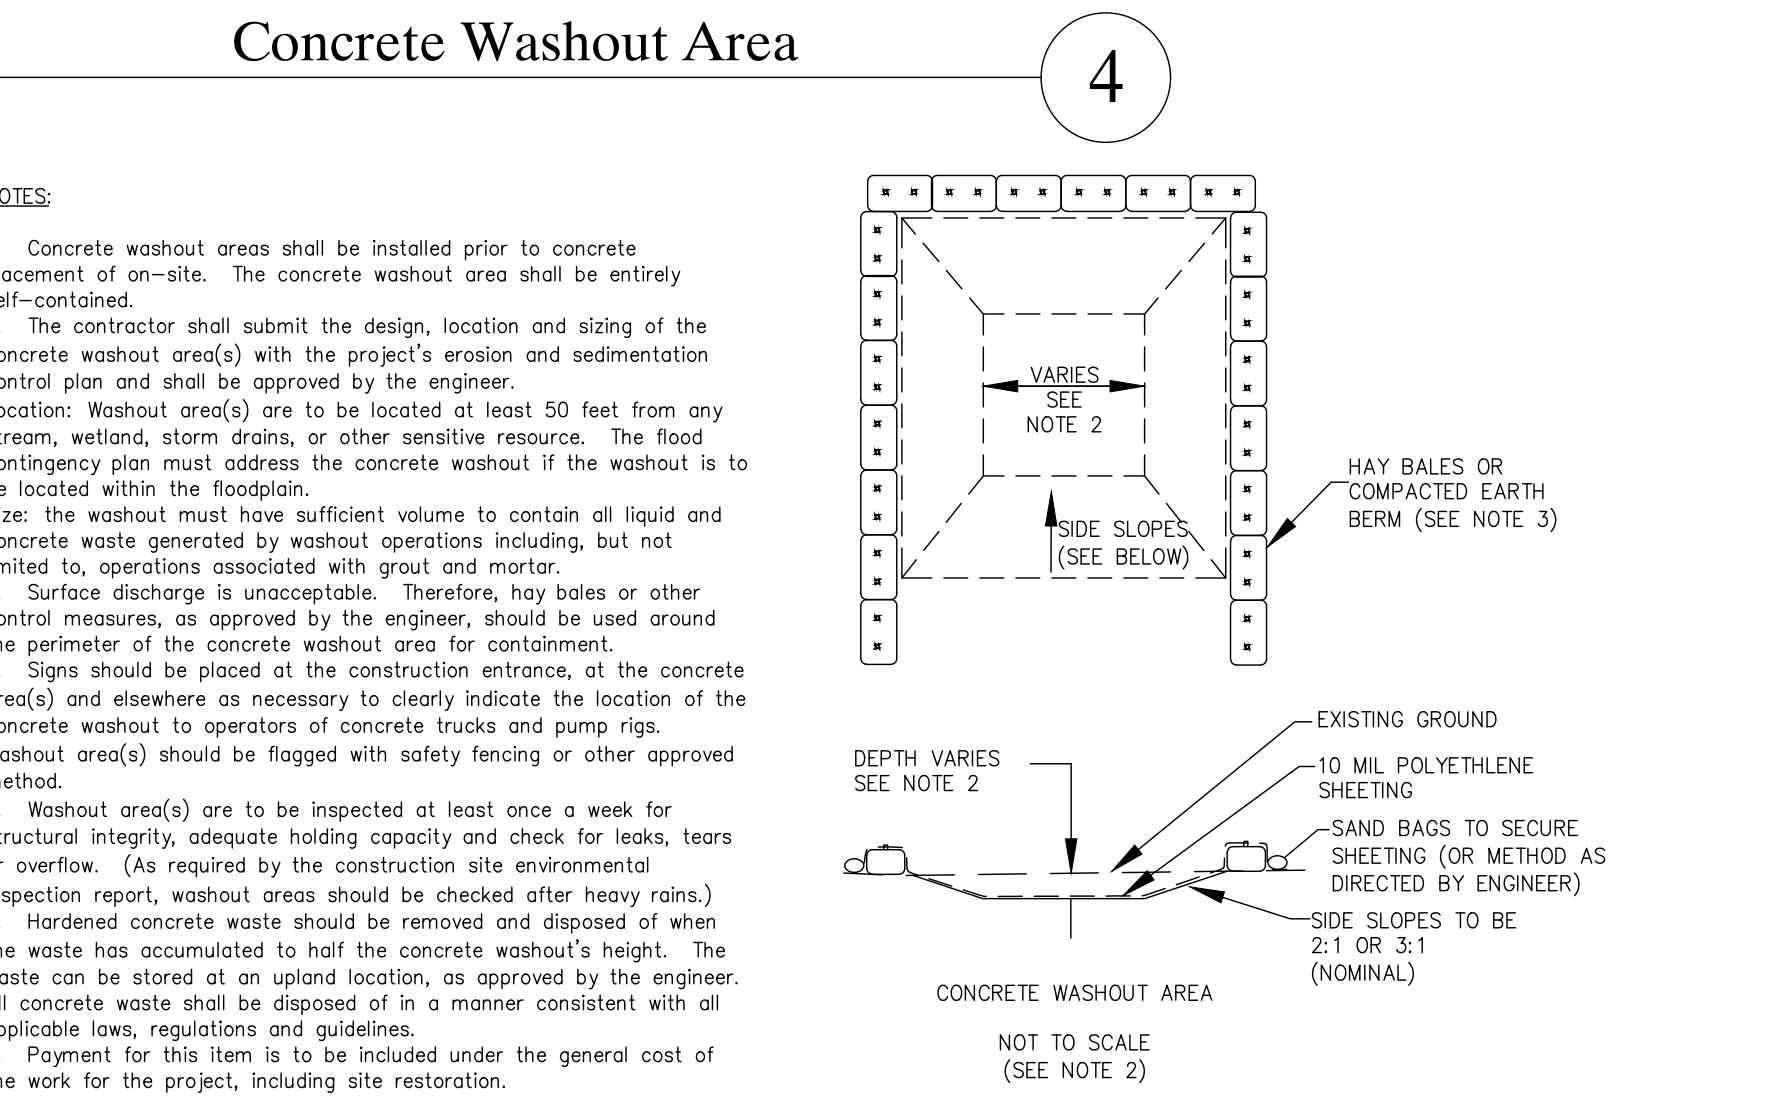 Concrete Washout Area
4
OTES:
Concrete washout areas shall be installed prior to concrete
acement of on-site. The concrete washout area shall be entirely
elf-contained.
The contractor shall submit the design, location and sizing of the
oncrete washout area(s) with the project's erosion and sedimentation
ontrol plan and shall be approved by the engineer.
ocation: Washout area(s) are to be located at least 50 feet from any
tream, wetland, storm drains, or other sensitive resource. The flood
ontingency plan must address the concrete washout if the washout is to
e located within the floodplain.
ize: the washout must have sufficient volume to contain all liquid and
oncrete waste generated by washout operations including, but not
mited to, operations associated with grout and mortar.
Surface discharge is unacceptable. Therefore, hay bales or other
ontrol measures, as approved by the engineer, should be used around
he perimeter of the concrete washout area for containment.
Signs should be placed at the construction entrance, at the concrete
rea(s) and elsewhere as necessary to clearly indicate the location of the
oncrete washout to operators of concrete trucks and pump rigs.
ashout area(s) should be flagged with safety fencing or other approved
ethod.
Washout area(s) are to be inspected at least once a week for
tructural integrity, adequate holding capacity and check for leaks, tears
r overflow. (As required by the construction site environmental
spection report, washout areas should be checked after heavy rains.)
Hardened concrete waste should be removed and disposed of when
he waste has accumulated to half the concrete washout's height. The
aste can be stored at an upland location, as approved by the engineer.
ll concrete waste shall be disposed of in a manner consistent with all
pplicable laws, regulations and guidelines.
Payment for this item is to be included under the general cost of
he work for the project, including site restoration.
VARIES
SEE
NOTE 2
SIDE SLOPES
(SEE BELOW)
HAY BALES OR
COMPACTED EARTH
BERM (SEE NOTE 3)
DEPTH VARIES
SEE NOTE 2
EXISTING GROUND
10 MIL POLYETHLENE
SHEETING
SAND BAGS TO SECURE
SHEETING (OR METHOD AS
DIRECTED BY ENGINEER)
SIDE SLOPES TO BE
2:1 OR 3:1
(NOMINAL)
CONCRETE WASHOUT AREA
NOT TO SCALE
(SEE NOTE 2)